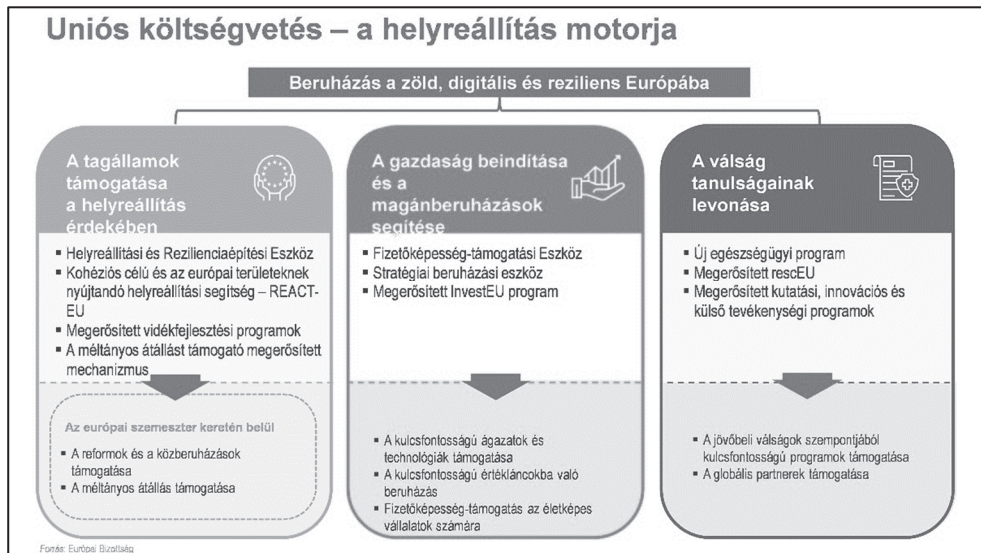 Uniós költségvetés – a helyreállítás motorja
Beruházás a zöld, digitális és reziliens Európába
A tagállamok
támogatása
a helyreállítás
érdekében
▪ Helyreállítási és Rezilienciaépítési Eszköz
▪ Kohéziós célú és az európai területeknek
nyújtandó helyreállítási segítség – REACT-
EU
▪ Megerősített vidékfejlesztési programok
▪ A méltányos átállást támogató megerősített
mechanizmus
Az európai szemeszter keretén belül
▪ A reformok és a közberuházások
támogatása
▪ A méltányos átállás támogatása
A gazdaság beindítása
és a
magánberuházások
segítése
▪ Fizetőképesség-támogatási Eszköz
▪ Stratégiai beruházási eszköz
▪ Megerősített InvestEU program
▪ A kulcsfontosságú ágazatok és
technológiák támogatása
▪ A kulcsfontosságú értékláncokba való
beruházás
▪ Fizetőképesség-támogatás az életképes
vállalatok számára
A válság
tanulságainak
levonása
▪ Új egészségügyi program
▪ Megerősített rescEU
▪ Megerősített kutatási, innovációs és
külső tevékenységi programok
▪ A jövőbeli válságok szempontjából
kulcsfontosságú programok támogatása
▪ A globális partnerek támogatása
Forrás: Európai Bizottság